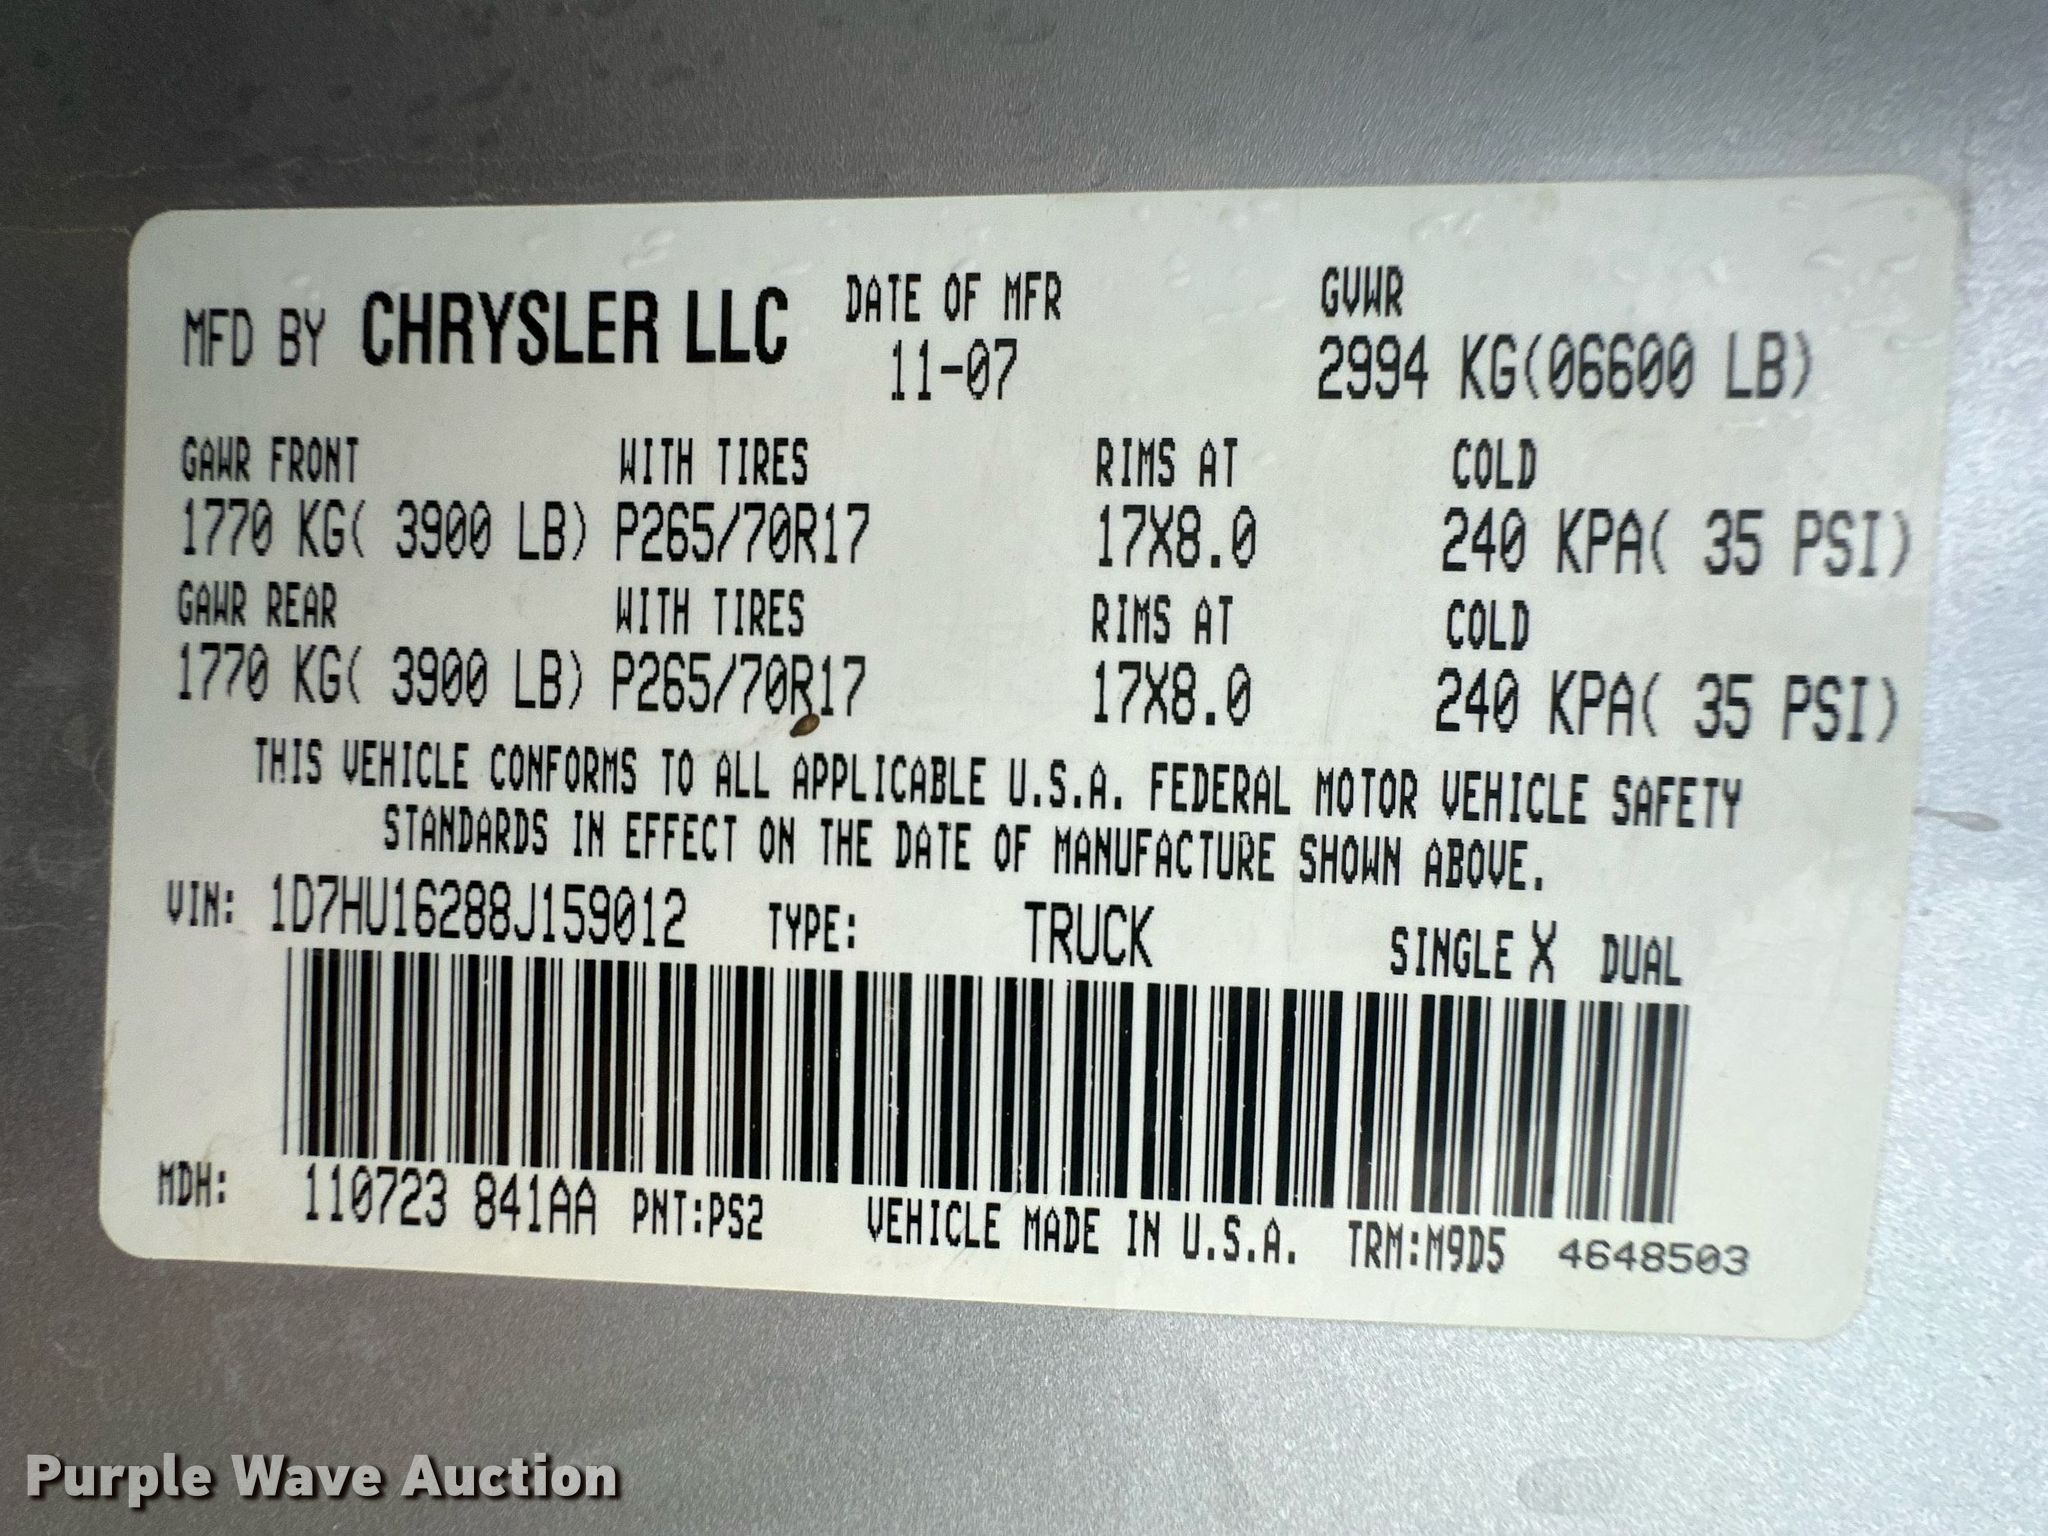 MFD BY CHRYSLER LLC DATE OF MFR GVWR
11-07 2994 KG(06600 LB)
GAWR FRONT WITH TIRES RIMS AT COLD
1770 KG( 3900 LB) P265/70R17 17X8.0 240 KPA( 35 PSI)
GAWR REAR WITH TIRES RIMS AT COLD
1770 KG( 3900 LB) P265/70R17 17X8.0 240 KPA( 35 PSI)
THIS VEHICLE CONFORMS TO ALL APPLICABLE U.S.A. FEDERAL MOTOR VEHICLE SAFETY
STANDARDS IN EFFECT ON THE DATE OF MANUFACTURE SHOWN ABOVE.
VIN: 1D7HU16288J159012 TYPE: TRUCK SINGLE X DUAL
MDH: 110723 841AA PNT:PS2 VEHICLE MADE IN U.S.A. TRM:M9D5 4648503
Purple Wave Auction